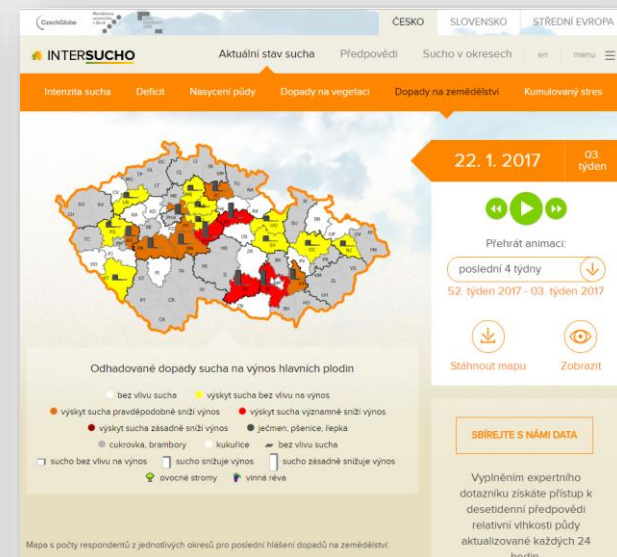 CzechGlobe
ČESKO SLOVENSKO STŘEDNÍ EVROPA
INTERSUCHO Aktuální stav sucha Předpovědi Sucho v okresech en menu
Intenzita sucha Deficit Nasycení půdy Dopady na vegetaci Dopady na zemědělství Kumulovaný stres
22. 1. 2017 03. týden
Přehrát animaci:
poslední 4 týdny
52. týden 2017 - 03. týden 2017
Stáhnout mapu Zobrazit
Odhadované dopady sucha na výnos hlavních plodin
bez vlivu sucha výskyt sucha bez vlivu na výnos
výskyt sucha pravděpodobně sníží výnos výskyt sucha významně sníží výnos
výskyt sucha zásadně sníží výnos ječmen, pšenice, řepka
cukrovka, brambory kukuřice bez vlivu sucha
sucho bez vlivu na výnos sucho snižuje výnos sucho zásadně snižuje výnos
ovocné stromy vinná réva
SBÍREJTE S NÁMI DATA
Vyplněním expertního
dotazníku získáte přístup k
desetidenní předpovědi
relativní vlhkosti půdy
aktualizované každých 24
hodin
Mapa s počty respondentů z jednotlivých okresů pro poslední hlášení dopadů na zemědělství: